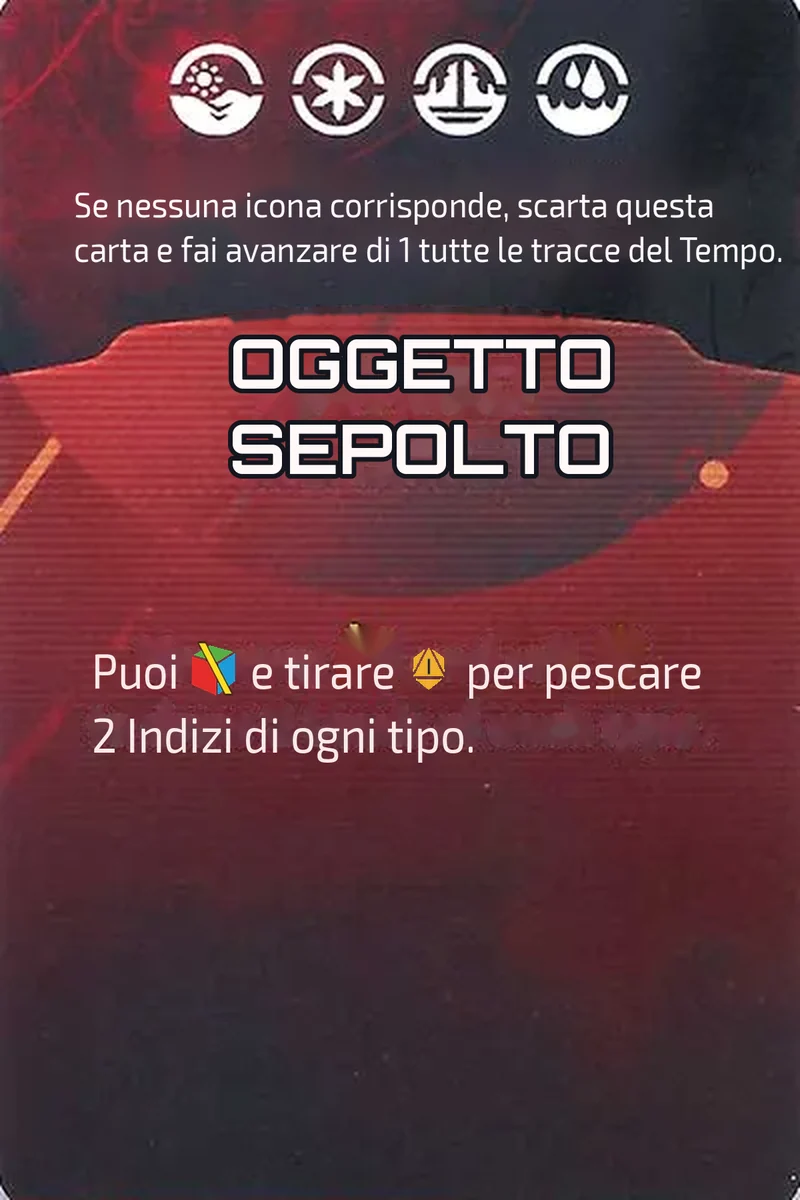 Se nessuna icona corrisponde, scarta questa
carta e fai avanzare di 1 tutte le tracce del Tempo.
OGGETTO
SEPOLTO
Puoi e tirare per pescare
2 Indizi di ogni tipo.